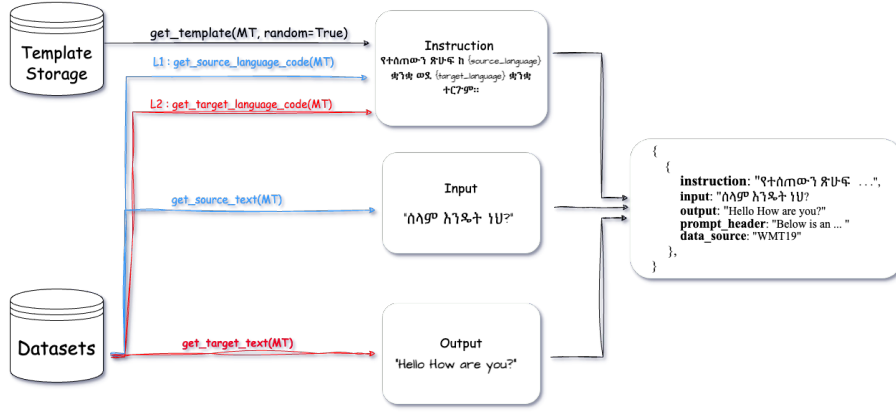 Template
Storage
get_template(MT, random=True)
L1 : get_source_language_code(MT)
L2 : get_target_language_code(MT)
Instruction
የተሰጠውን ጽሁፍ ከ {source_language}
ቋንቋ ወደ {target_language} ቋንቋ
ተርጉም።
get_source_text(MT)
Input
"ሰላም እንዴት ነህ?"
Datasets
get_target_text(MT)
Output
"Hello How are you?"
{
{
instruction: "የተሰጠውን ጽሁፍ ...",
input: "ሰላም እንዴት ነህ?
output: "Hello How are you?"
prompt_header: "Below is an ... "
data_source: "WMT19"
},
}